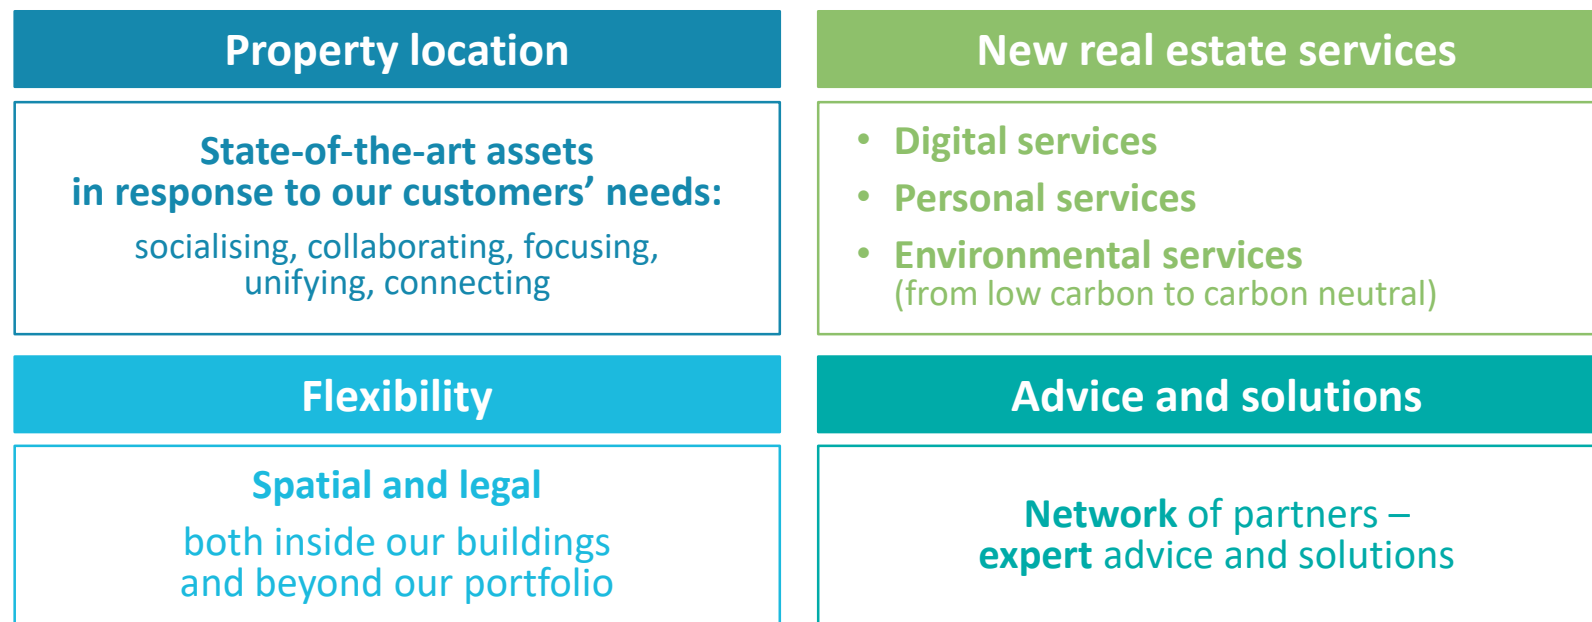 Property location
State-of-the-art assets
in response to our customers’ needs:
socialising, collaborating, focusing,
unifying, connecting
New real estate services
• Digital services
• Personal services
• Environmental services
(from low carbon to carbon neutral)
Flexibility
Spatial and legal
both inside our buildings
and beyond our portfolio
Advice and solutions
Network of partners –
expert advice and solutions